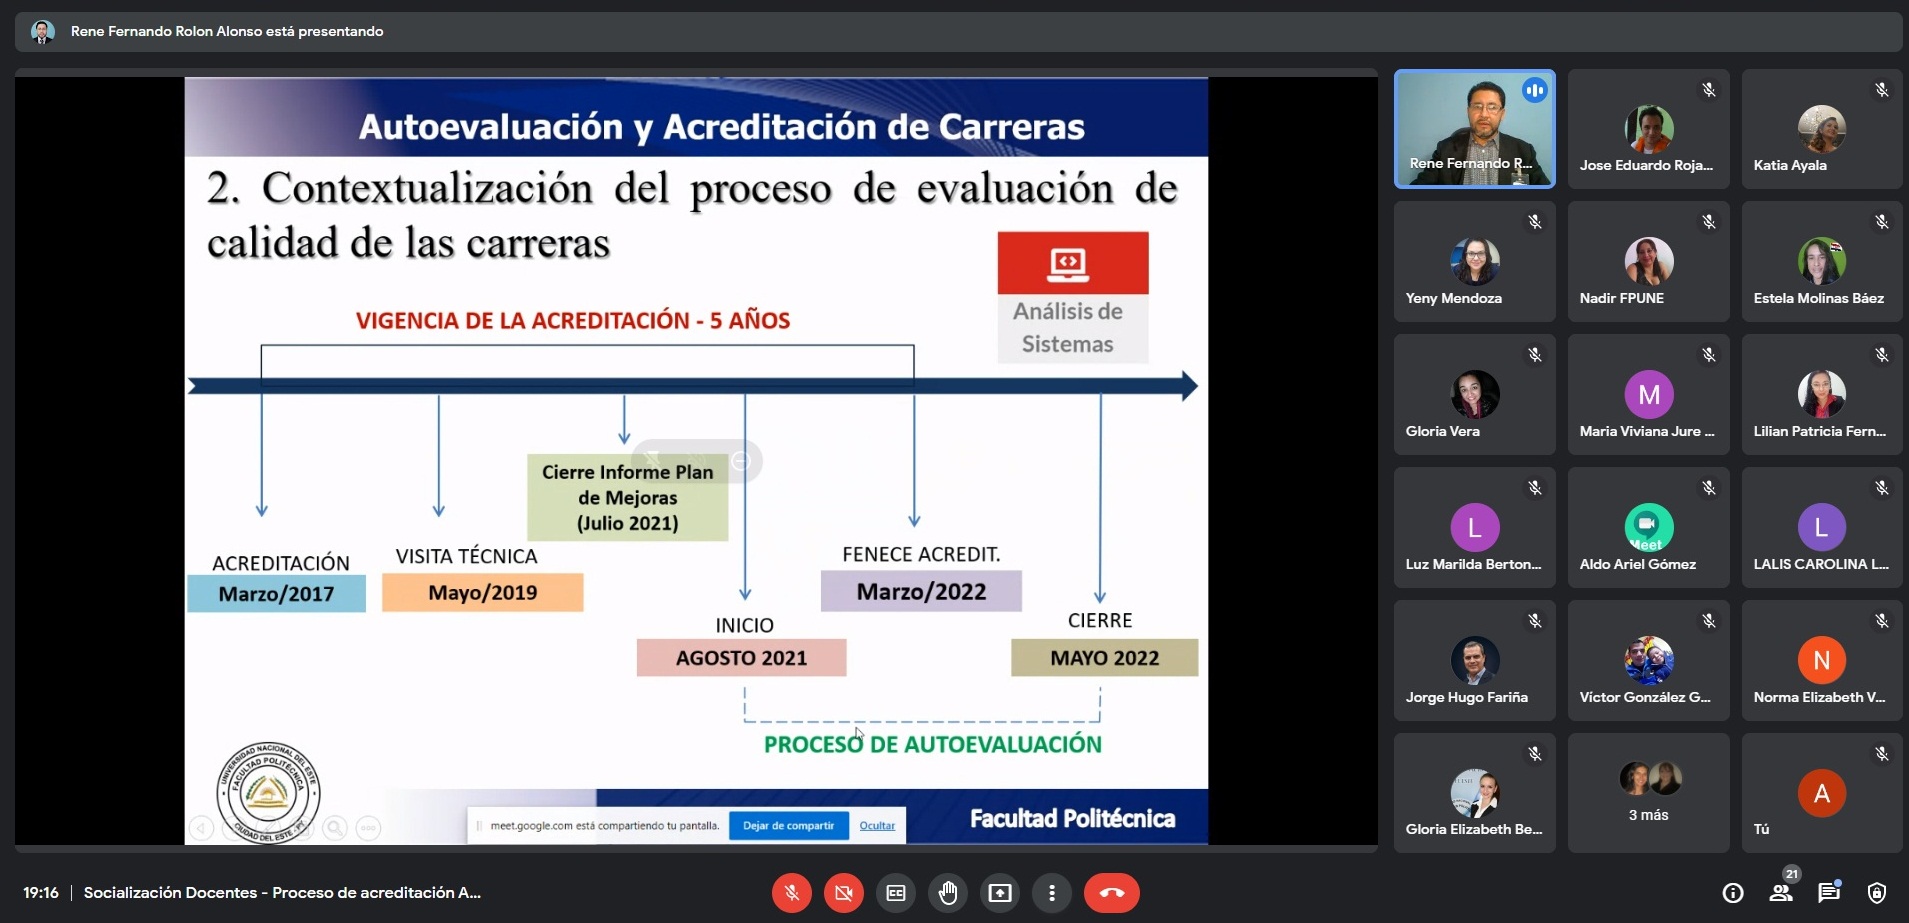 Rene Fernando Rolon Alonso está presentando
Autoevaluación y Acreditación de Carreras
2. Contextualización del proceso de evaluación de
calidad de las carreras
Análisis de
Sistemas
VIGENCIA DE LA ACREDITACIÓN - 5 AÑOS
Cierre Informe Plan
de Mejoras
(Julio 2021)
ACREDITACIÓN
Marzo/2017
VISITA TÉCNICA
Mayo/2019
INICIO
AGOSTO 2021
FENECE ACREDIT.
Marzo/2022
CIERRE
MAYO 2022
PROCESO DE AUTOEVALUACIÓN
UNIVERSIDAD NACIONAL DEL ESTE
FACULTAD POLITÉCNICA
CIUDAD DEL ESTE - PY
meet.google.com está compartiendo tu pantalla.
Dejar de compartir
Ocultar
Facultad Politécnica
Rene Fernando R...
Jose Eduardo Roja...
Katia Ayala
Yeny Mendoza
Nadir FPUNE
Estela Molinas Báez
Gloria Vera
M
Maria Viviana Jure ...
Lilian Patricia Fern...
L
Luz Marilda Berton...
Meet
Aldo Ariel Gómez
L
LALIS CAROLINA L...
Jorge Hugo Fariña
Víctor González G...
N
Norma Elizabeth V...
Gloria Elizabeth Be...
3 más
A
Tú
19:16 | Socialización Docentes - Proceso de acreditación A...
CC
21